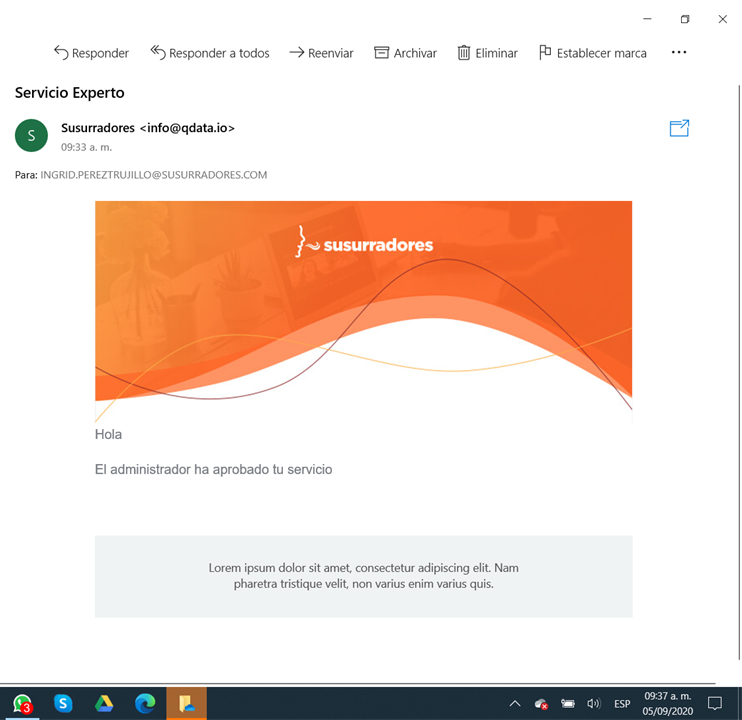 Responder
Responder a todos
Reenviar
Archivar
Eliminar
Establecer marca
Servicio Experto
S
Susurradores <info@qdata.io>
09:33 a. m.
Para: INGRID.PEREZTRUJILLO@SUSURRADORES.COM
susurradores
Hola
El administrador ha aprobado tu servicio
Lorem ipsum dolor sit amet, consectetur adipiscing elit. Nam
pharetra tristique velit, non varius enim varius quis.
3
S
ESP
09:37 a. m.
05/09/2020